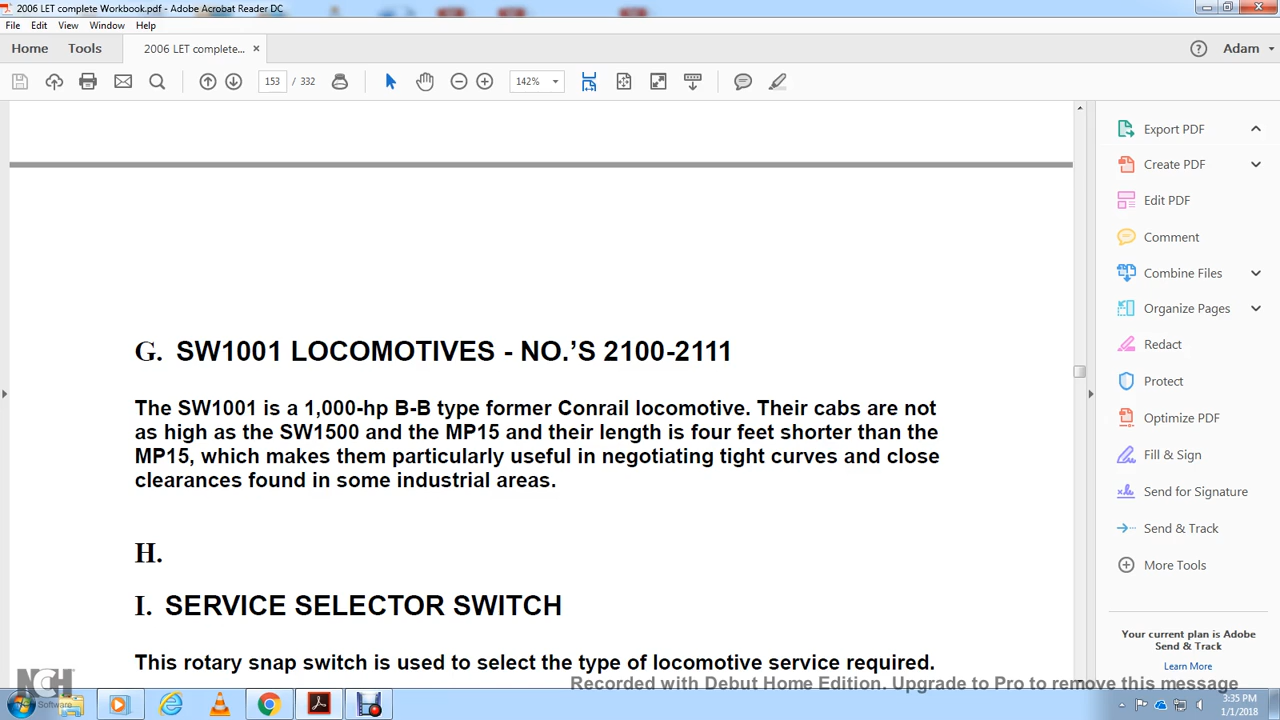 2006 LET complete Workbook.pdf - Adobe Acrobat Reader DC
File Edit View Window Help
Home Tools 2006 LET complete... × Adam
153 / 332 142%
Export PDF
Create PDF
Edit PDF
Comment
Combine Files
Organize Pages
Redact
Protect
Optimize PDF
Fill & Sign
Send for Signature
Send & Track
More Tools
Your current plan is Adobe
Send & Track
Learn More
G. SW1001 LOCOMOTIVES - NO.’S 2100-2111
The SW1001 is a 1,000-hp B-B type former Conrail locomotive. Their cabs are not
as high as the SW1500 and the MP15 and their length is four feet shorter than the
MP15, which makes them particularly useful in negotiating tight curves and close
clearances found in some industrial areas.
H.
I. SERVICE SELECTOR SWITCH
This rotary snap switch is used to select the type of locomotive service required.
NCH
Software
Recorded with Debut Home Edition. Upgrade to Pro to remove this message
3:35 PM
1/1/2018